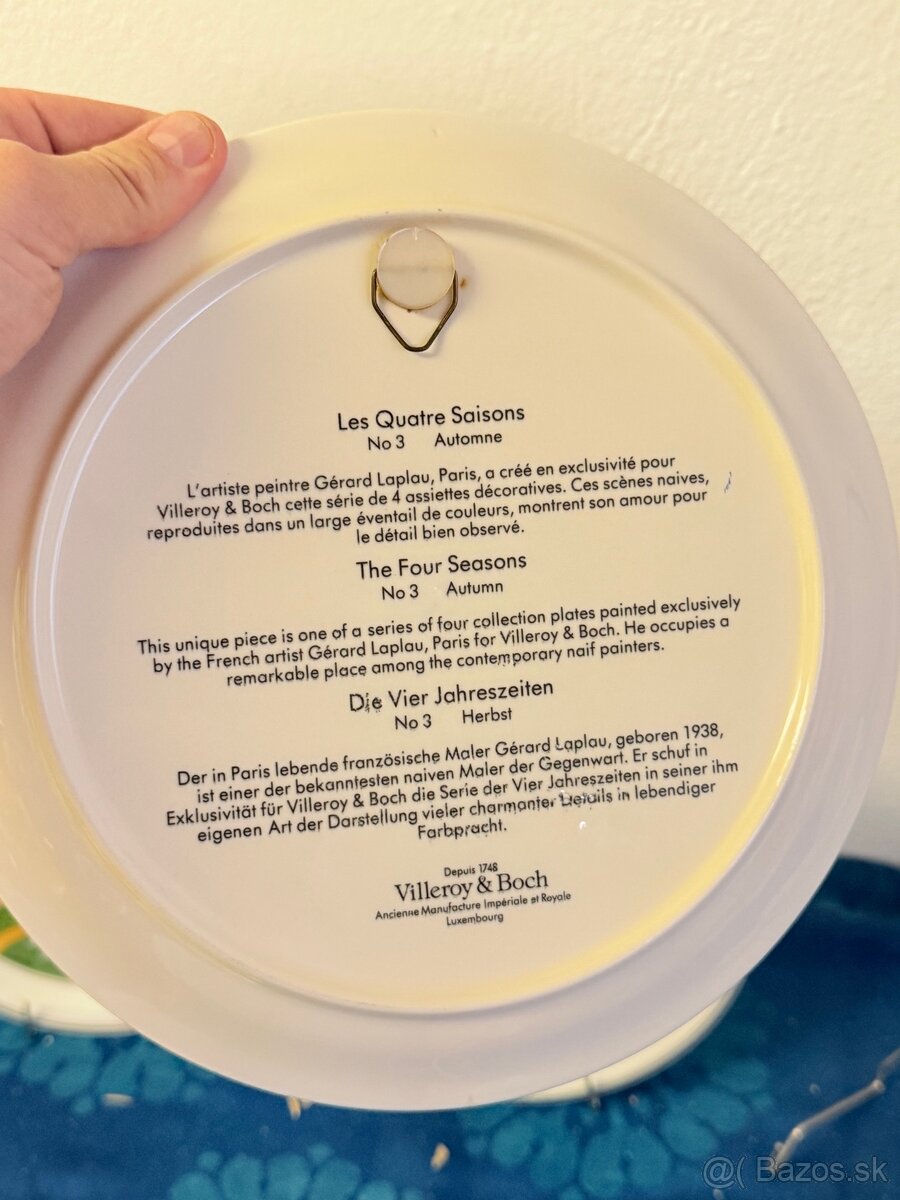 Les Quatre Saisons
No 3 Automne
L'artiste peintre Gérard Laplau, Paris, a créé en exclusivité pour
Villeroy & Boch cette série de 4 assiettes décoratives. Ces scènes naives,
reproduites dans un large éventail de couleurs, montrent son amour pour
le détail bien observé.
The Four Seasons
No 3 Autumn
This unique piece is one of a series of four collection plates painted exclusively
by the French artist Gérard Laplau, Paris for Villeroy & Boch. He occupies a
remarkable place among the contemporary naif painters.
Die Vier Jahreszeiten
No 3 Herbst
Der in Paris lebende französische Maler Gérard Laplau, geboren 1938,
ist einer der bekanntesten naiven Maler der Gegenwart. Er schuf in
Exklusivität für Villeroy & Boch die Serie der Vier Jahreszeiten in seiner ihm
eigenen Art der Darstellung vieler charmanter Details in lebendiger
Farbpracht.
Depuis 1748
Villeroy & Boch
Ancienne Manufacture Impériale et Royale
Luxembourg
@( Bazos.sk